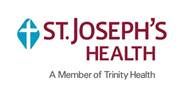 ST. JOSEPH'S
HEALTH
A Member of Trinity Health